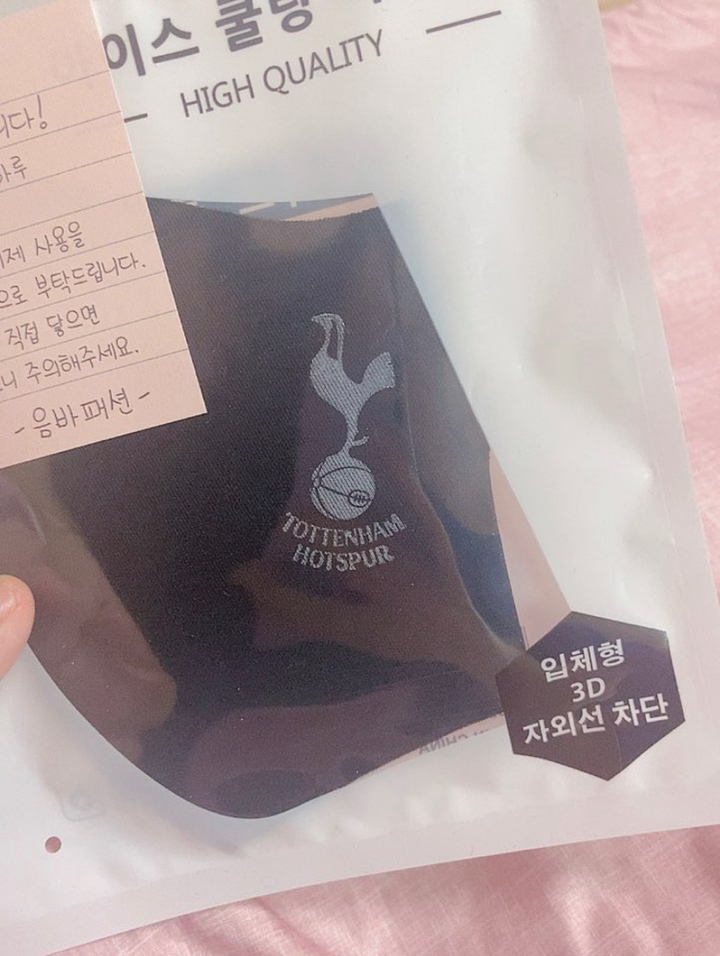 이스 쿨링
HIGH QUALITY
니다!
하루
사용을
으로 부탁드립니다.
직접 닿으면
주의해주세요.
-음바패션-
TOTTENHAM
HOTSPUR
입체형
3D
자외선 차단
CHINA